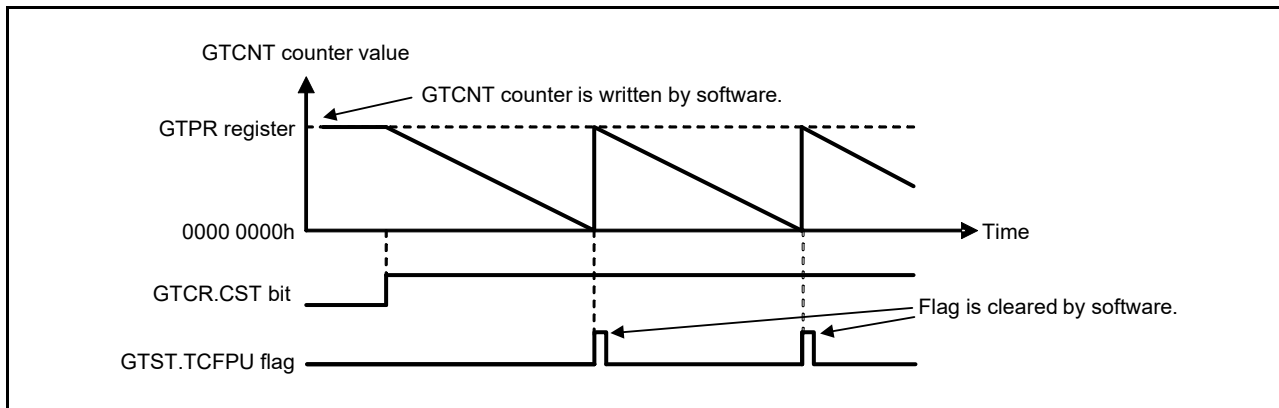 GTCNT counter value
GTCNT counter is written by software.
GTPR register
0000 0000h
Time
GTCR.CST bit
Flag is cleared by software.
GTST.TCFPU flag